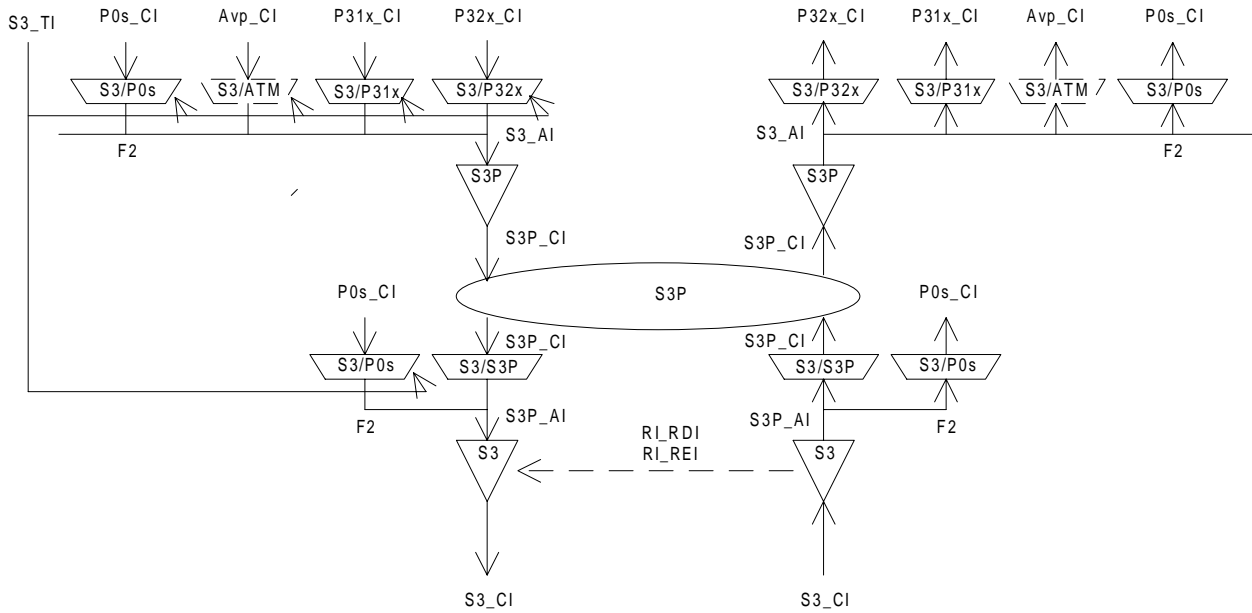 S3_TI P0s_CI Avp_CI P31x_CI P32x_CI P32x_CI P31x_CI Avp_CI P0s_CI
S3/P0s S3/ATM S3/P31x S3/P32x S3/P32x S3/P31x S3/ATM S3/P0s
S3_AI S3_AI
F2 F2
S3P S3P
S3P_CI S3P_CI
P0s_CI S3P P0s_CI
S3P_CI S3P_CI
S3/P0s S3/S3P S3/S3P S3/P0s
S3P_AI S3P_AI
F2 F2
RI_RDI
RI_REI
S3 S3
S3_CI S3_CI